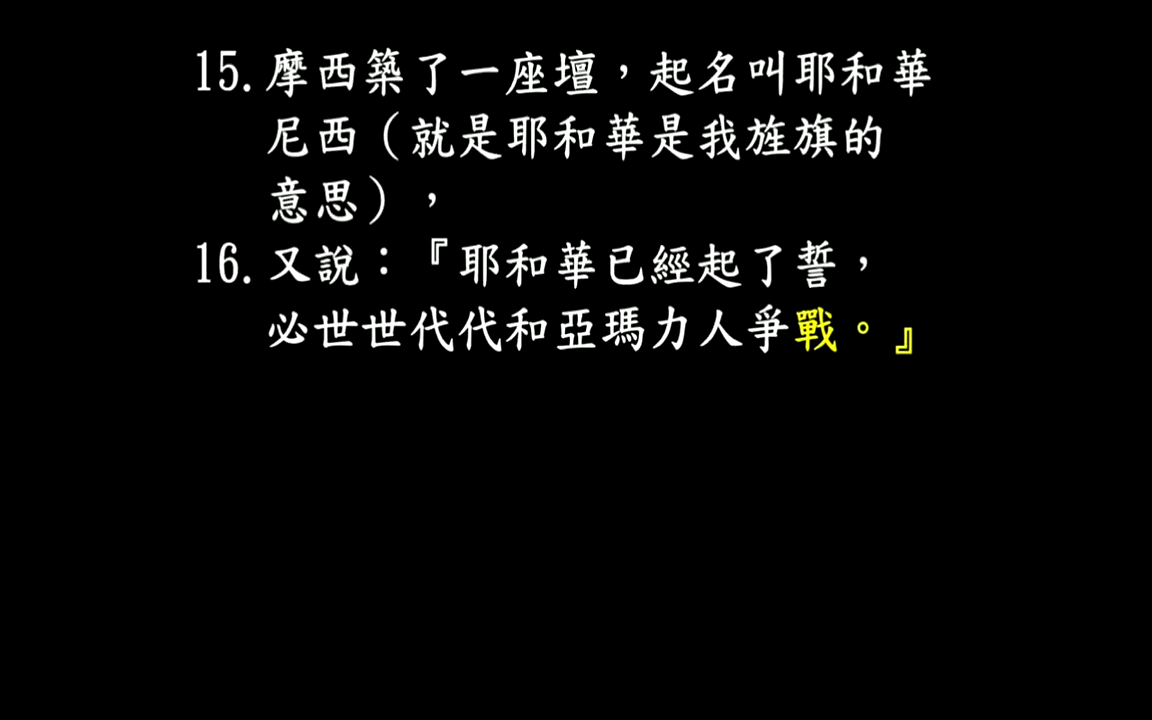 15.摩西築了一座壇，起名叫耶和華
尼西（就是耶和華是我旌旗的
意思），
16.又說：『耶和華已經起了誓，
必世世代代和亞瑪力人爭戰。』